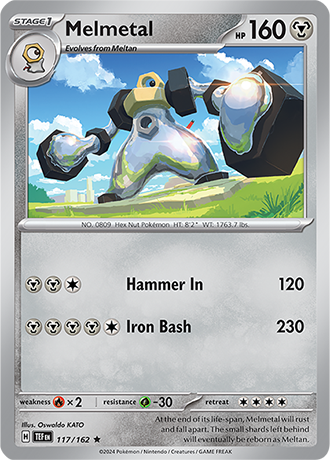 STAGE 1
Melmetal
HP 160
Evolves from Meltan
NO. 0809 Hex Nut Pokémon HT: 8'2" WT: 1763.7 lbs.
Hammer In 120
Iron Bash 230
weakness ×2 resistance -30 retreat
Illus. Oswaldo KATO
H TEF EN 117/162 ★
At the end of its life-span, Melmetal will rust
and fall apart. The small shards left behind
will eventually be reborn as Meltan.
©2024 Pokémon / Nintendo / Creatures / GAME FREAK